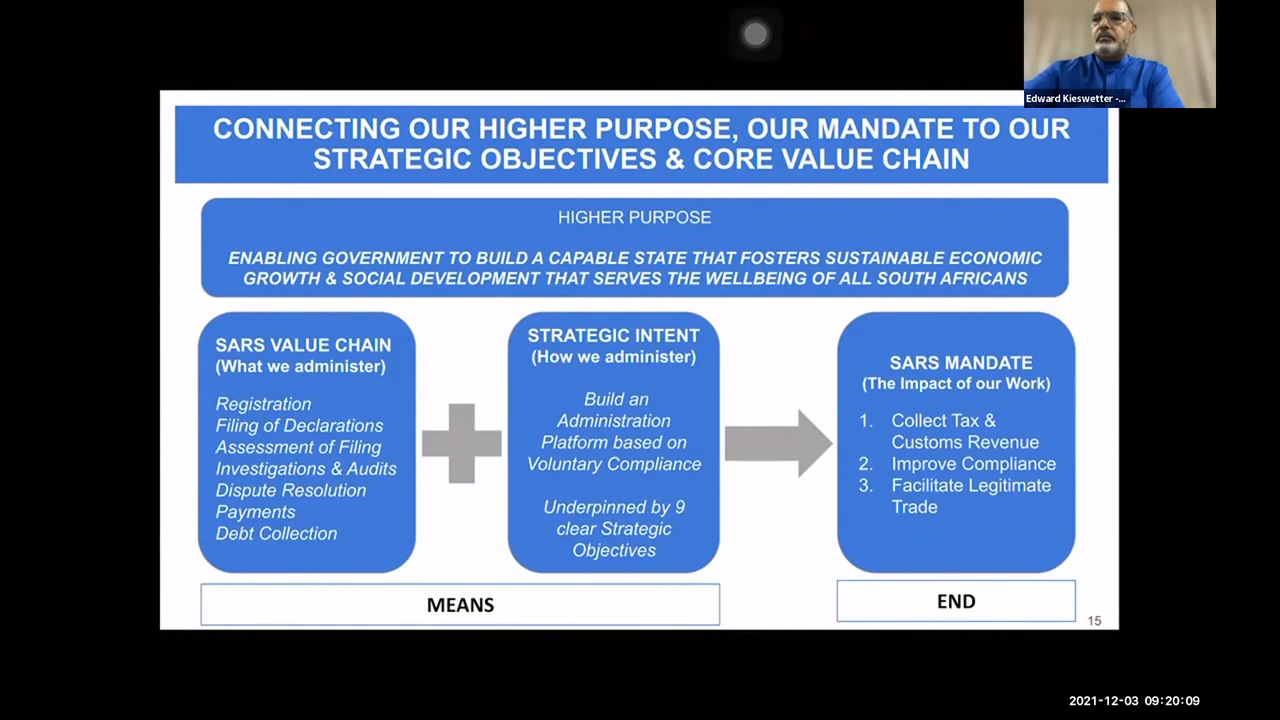 Edward Kieswetter -...
CONNECTING OUR HIGHER PURPOSE, OUR MANDATE TO OUR
STRATEGIC OBJECTIVES & CORE VALUE CHAIN
HIGHER PURPOSE
ENABLING GOVERNMENT TO BUILD A CAPABLE STATE THAT FOSTERS SUSTAINABLE ECONOMIC
GROWTH & SOCIAL DEVELOPMENT THAT SERVES THE WELLBEING OF ALL SOUTH AFRICANS
SARS VALUE CHAIN
(What we administer)
Registration
Filing of Declarations
Assessment of Filing
Investigations & Audits
Dispute Resolution
Payments
Debt Collection
STRATEGIC INTENT
(How we administer)
Build an
Administration
Platform based on
Voluntary Compliance
Underpinned by 9
clear Strategic
Objectives
SARS MANDATE
(The Impact of our Work)
1. Collect Tax &
Customs Revenue
2. Improve Compliance
3. Facilitate Legitimate
Trade
MEANS
END
15
2021-12-03 09:20:09